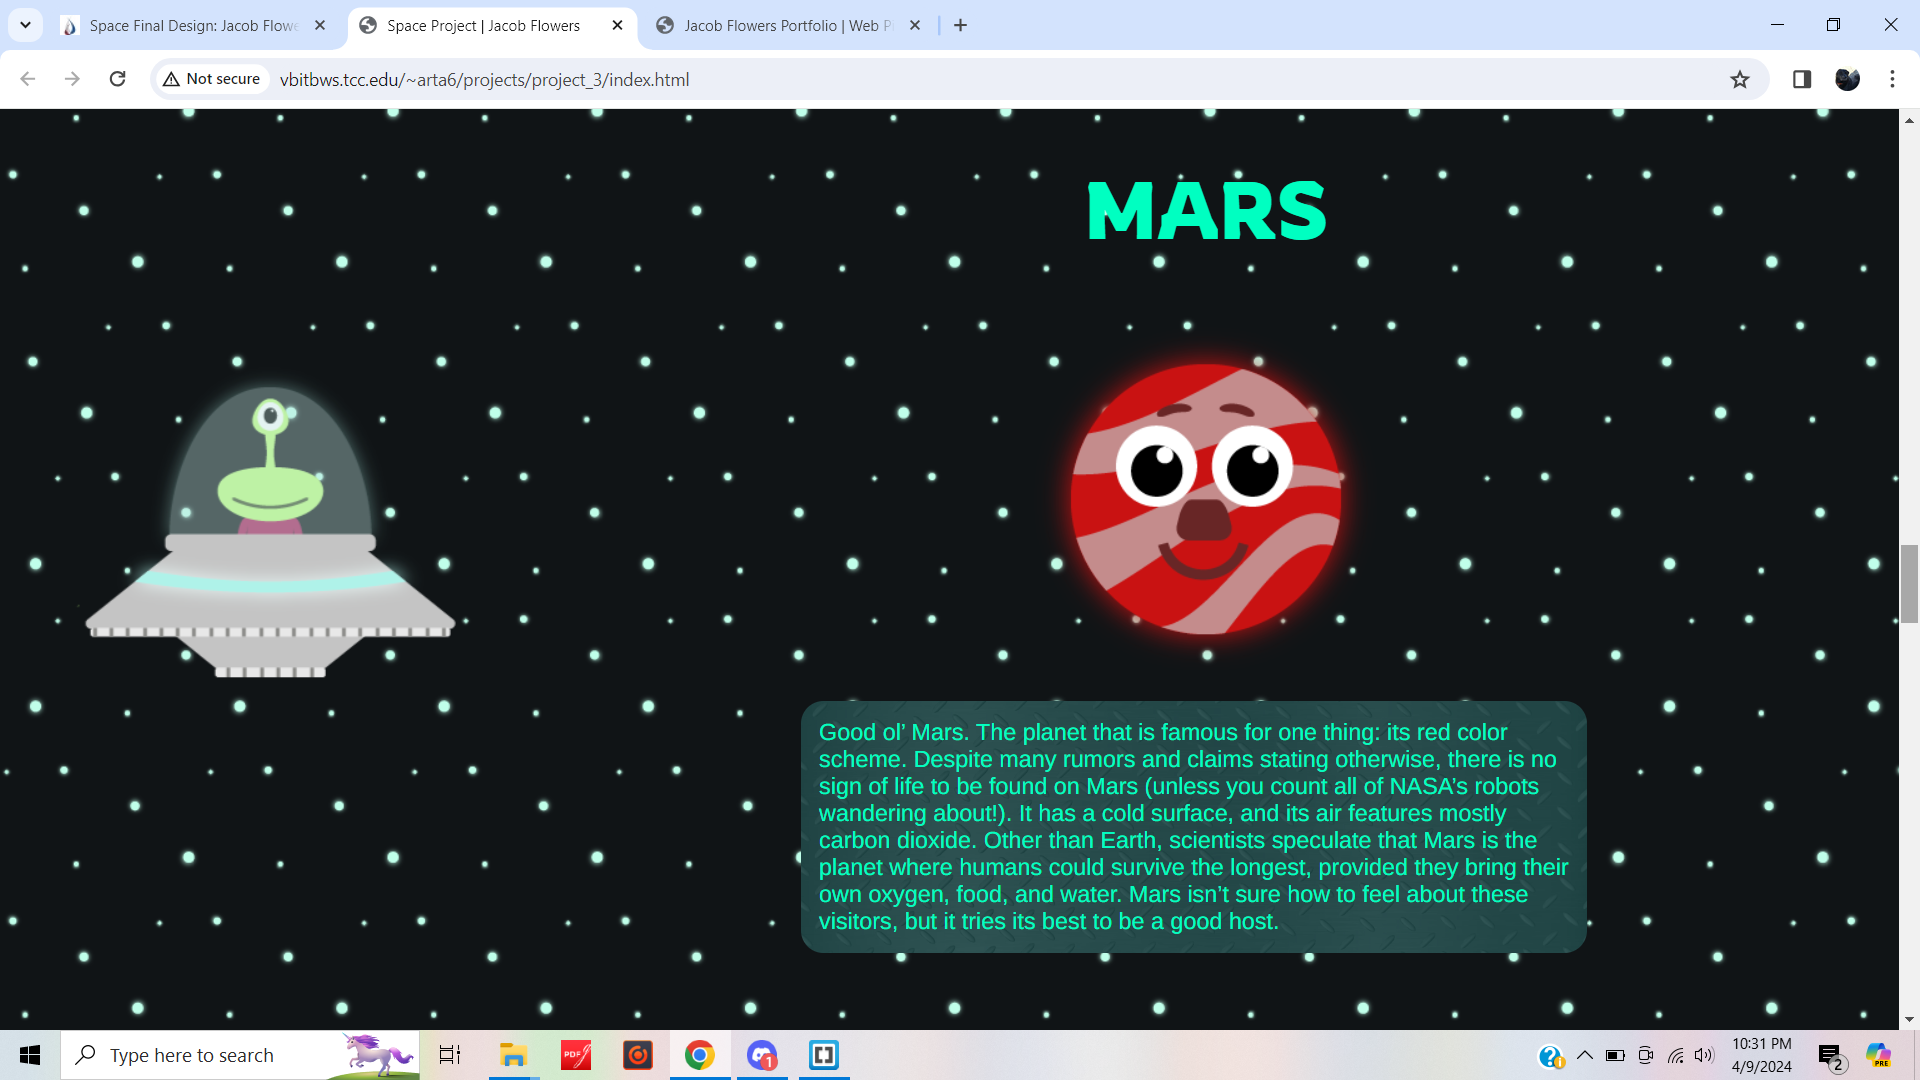 Space Final Design: Jacob Flowe
Space Project | Jacob Flowers
Jacob Flowers Portfolio | Web P
Not secure
vbitbws.tcc.edu/~arta6/projects/project_3/index.html
MARS
Good ol’ Mars. The planet that is famous for one thing: its red color
scheme. Despite many rumors and claims stating otherwise, there is no
sign of life to be found on Mars (unless you count all of NASA’s robots
wandering about!). It has a cold surface, and its air features mostly
carbon dioxide. Other than Earth, scientists speculate that Mars is the
planet where humans could survive the longest, provided they bring their
own oxygen, food, and water. Mars isn’t sure how to feel about these
visitors, but it tries its best to be a good host.
Type here to search
PDF
1
10:31 PM
4/9/2024
2
PRE